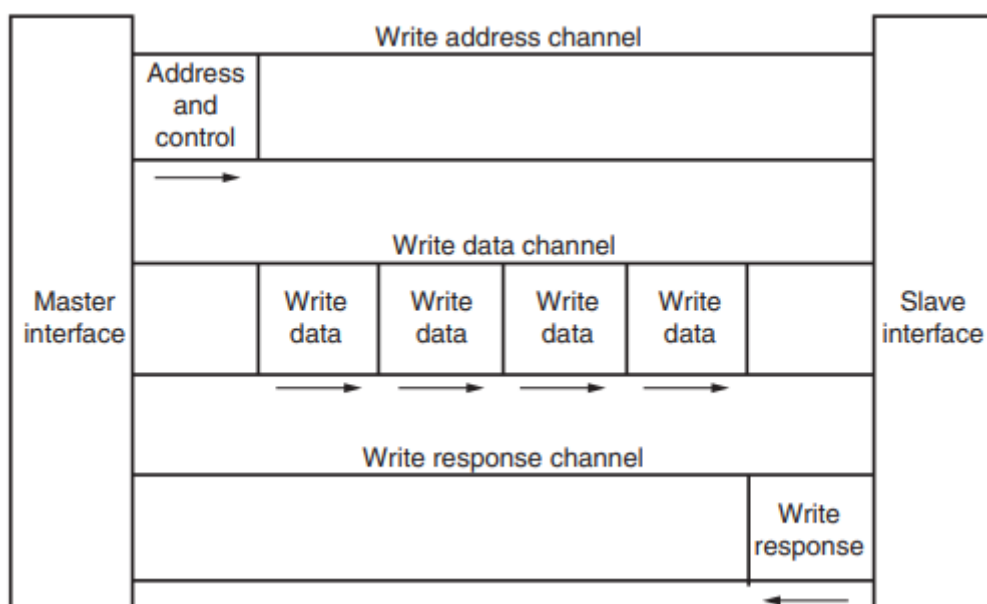 Write address channel
Address
and
control
Write data channel
Master
interface
Write
data
Write
data
Write
data
Write
data
Slave
interface
Write response channel
Write
response